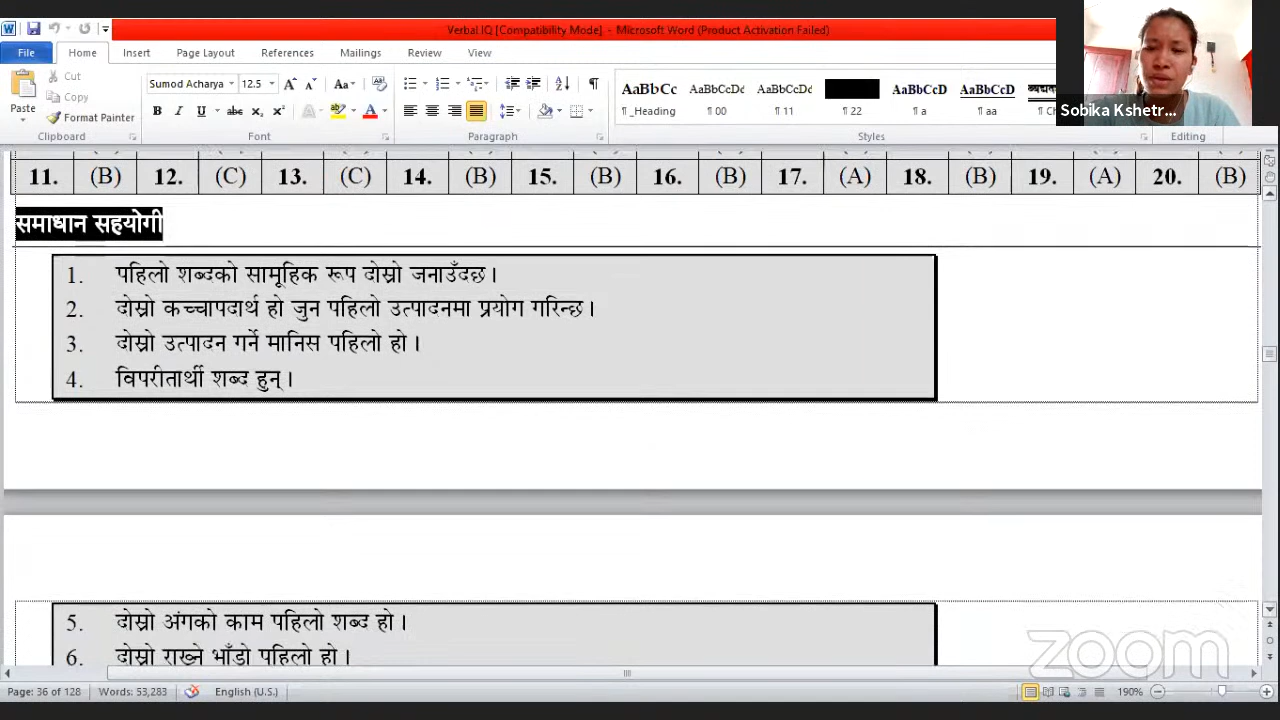 Verbal IQ [Compatibility Mode] - Microsoft Word (Product Activation Failed)
File Home Insert Page Layout References Mailings Review View
Paste Cut Copy Format Painter
Sumod Acharya 12.5
AaBbCc AaBbCcDc AaBbCcDc AaBbCcD AaBbCcD
¶ _Heading ¶ 00 ¶ 11 ¶ 22 ¶ a ¶ aa
Clipboard Font Paragraph Styles Editing
Sobika Kshetr...
11. (B) 12. (C) 13. (C) 14. (B) 15. (B) 16. (B) 17. (A) 18. (B) 19. (A) 20. (B)
समाधान सहयोगी
1. पहिलो शब्दको सामूहिक रूप दोस्रो जनाउँदछ।
2. दोस्रो कच्चापदार्थ हो जुन पहिलो उत्पादनमा प्रयोग गरिन्छ।
3. दोस्रो उत्पादन गर्ने मानिस पहिलो हो।
4. विपरीतार्थी शब्द हुन्।
5. दोस्रो अंगको काम पहिलो शब्द हो।
6. दोस्रो राख्ने भाँडो पहिलो हो।
zoom
Page: 36 of 128 Words: 53,283 English (U.S.) 190%